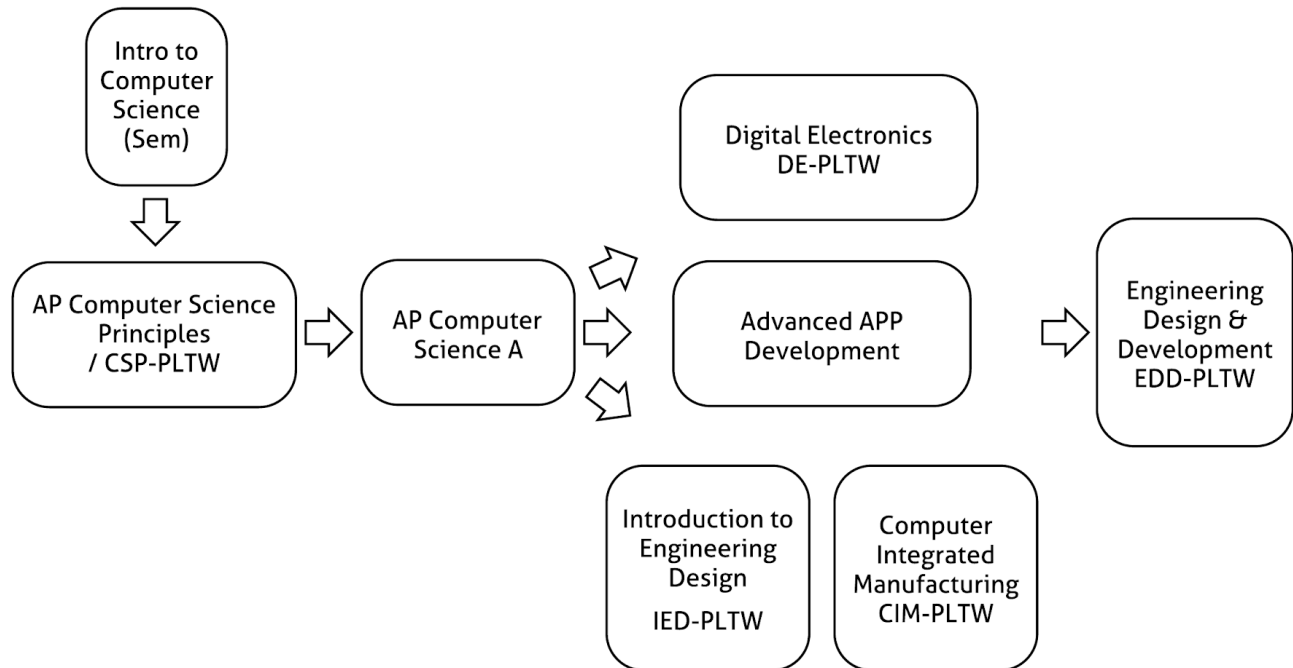 Intro to
Computer
Science
(Sem)
AP Computer Science
Principles
/ CSP-PLTW
AP Computer
Science A
Digital Electronics
DE-PLTW
Advanced APP
Development
Introduction to
Engineering
Design
IED-PLTW
Computer
Integrated
Manufacturing
CIM-PLTW
Engineering
Design &
Development
EDD-PLTW